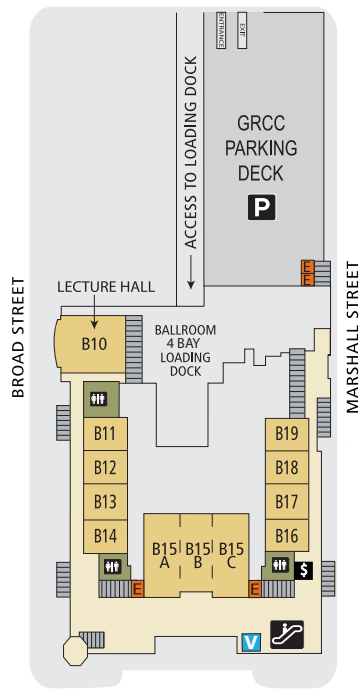 ENTRANCE
EXIT
GRCC
PARKING
DECK
P
ACCESS TO LOADING DOCK
E
E
BROAD STREET
MARSHALL STREET
LECTURE HALL
B10
BALLROOM
4 BAY
LOADING
DOCK
B11
B19
B12
B18
B13
B17
B14
B16
B15
A
B15
B
B15
C
$
E
E
V